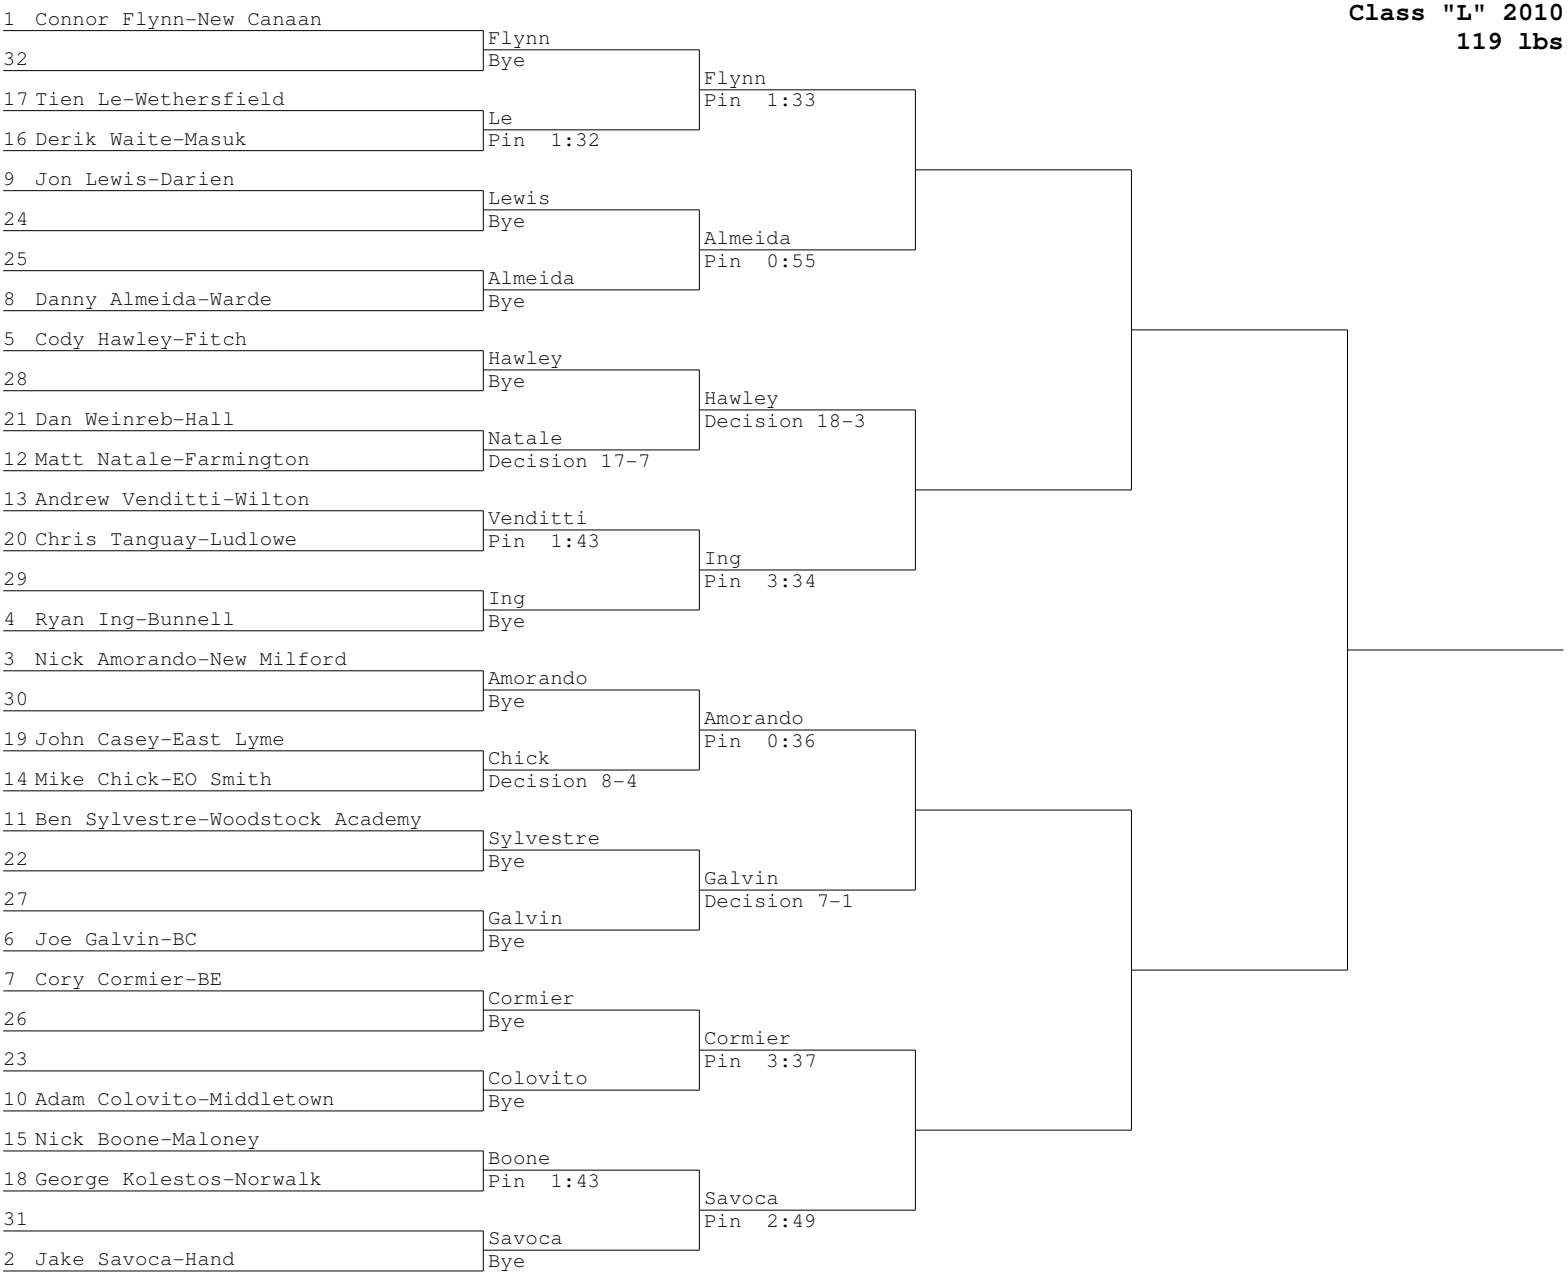 Class "L" 2010
119 lbs
1 Connor Flynn-New Canaan
Flynn
32
Bye
Flynn
17 Tien Le-Wethersfield
Pin 1:33
Le
16 Derik Waite-Masuk
Pin 1:32
9 Jon Lewis-Darien
Lewis
24
Bye
Almeida
25
Pin 0:55
Almeida
8 Danny Almeida-Warde
Bye
5 Cody Hawley-Fitch
Hawley
28
Bye
Hawley
21 Dan Weinreb-Hall
Decision 18-3
Natale
12 Matt Natale-Farmington
Decision 17-7
13 Andrew Venditti-Wilton
Venditti
20 Chris Tanguay-Ludlowe
Pin 1:43
Ing
29
Pin 3:34
Ing
4 Ryan Ing-Bunnell
Bye
3 Nick Amorando-New Milford
Amorando
30
Bye
Amorando
19 John Casey-East Lyme
Pin 0:36
Chick
14 Mike Chick-EO Smith
Decision 8-4
11 Ben Sylvestre-Woodstock Academy
Sylvestre
22
Bye
Galvin
27
Decision 7-1
Galvin
6 Joe Galvin-BC
Bye
7 Cory Cormier-BE
Cormier
26
Bye
Cormier
23
Pin 3:37
Colovito
10 Adam Colovito-Middletown
Bye
15 Nick Boone-Maloney
Boone
18 George Kolestos-Norwalk
Pin 1:43
Savoca
31
Pin 2:49
Savoca
2 Jake Savoca-Hand
Bye